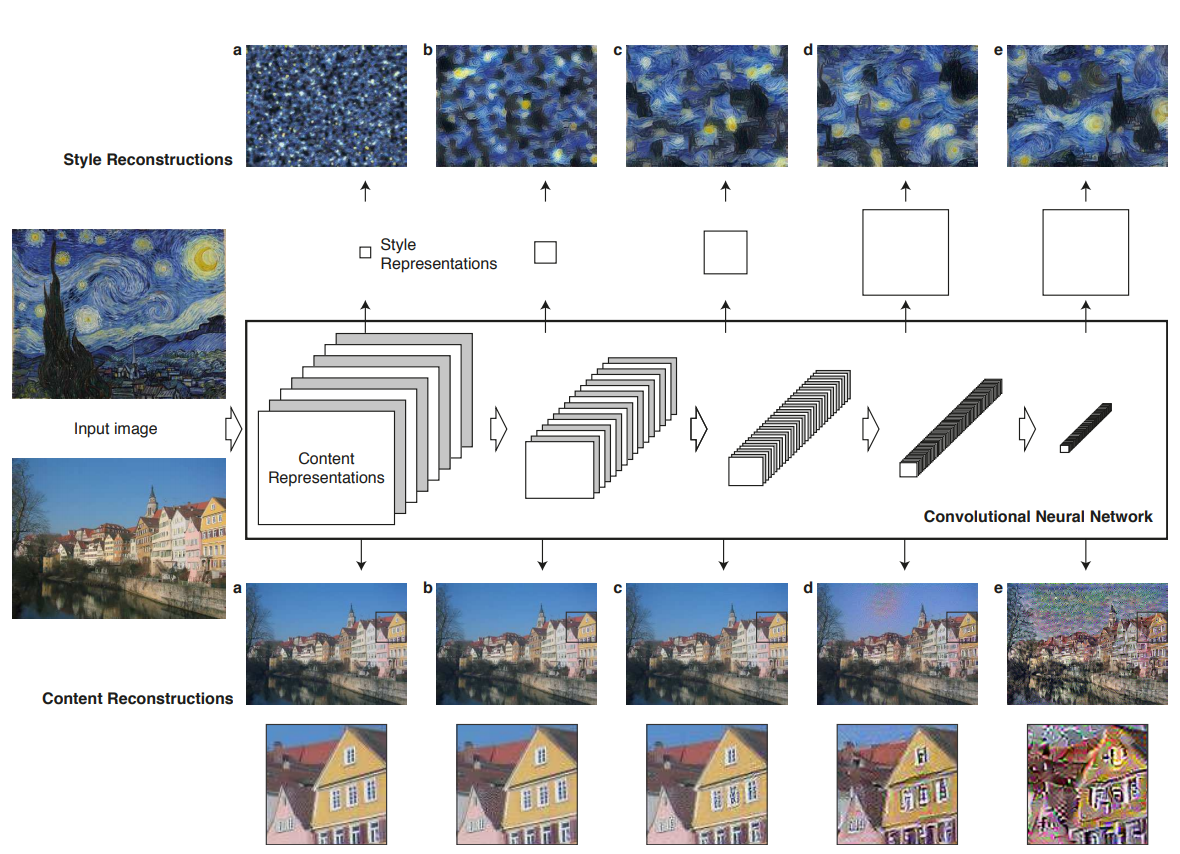 a
b
c
d
e
Style Reconstructions
Style
Representations
Input image
Content
Representations
Convolutional Neural Network
a
b
c
d
e
Content Reconstructions